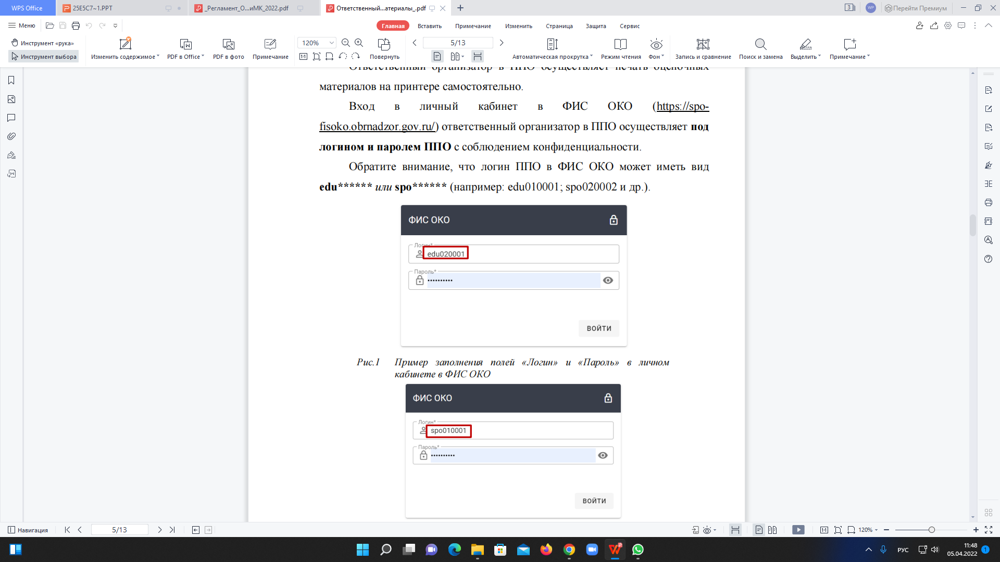 WPS Office
25E5C7~1.PPT
_Регламент_О...иМК_2022.pdf
Ответственный...атериалы_.pdf
3
WP
Перейти Премиум
Меню
Главная
Вставить
Примечание
Изменить
Страница
Защита
Сервис
Инструмент «рука»
Инструмент выбора
Изменить содержимое
PDF в Office
PDF в фото
Примечание
120%
Повернуть
5/13
Автоматическая прокрутка
Режим чтения
Фон
Запись и сравнение
Поиск и замена
Выделить
Примечание
Ответственный организатор в ППО осуществляет печать оценочных
материалов на принтере самостоятельно.
Вход в личный кабинет в ФИС ОКО (https://spo-
fisoko.obrnadzor.gov.ru/) ответственный организатор в ППО осуществляет под
логином и паролем ППО с соблюдением конфиденциальности.
Обратите внимание, что логин ППО в ФИС ОКО может иметь вид
edu****** или spo****** (например: edu010001; spo020002 и др.).
ФИС ОКО
Логин*
edu020001
Пароль*
••••••••••
ВОЙТИ
Рис.1 Пример заполнения полей «Логин» и «Пароль» в личном
кабинете в ФИС ОКО
ФИС ОКО
Логин*
spo010001
Пароль*
••••••••••
ВОЙТИ
Навигация
5/13
120%
РУС
11:48
05.04.2022
1